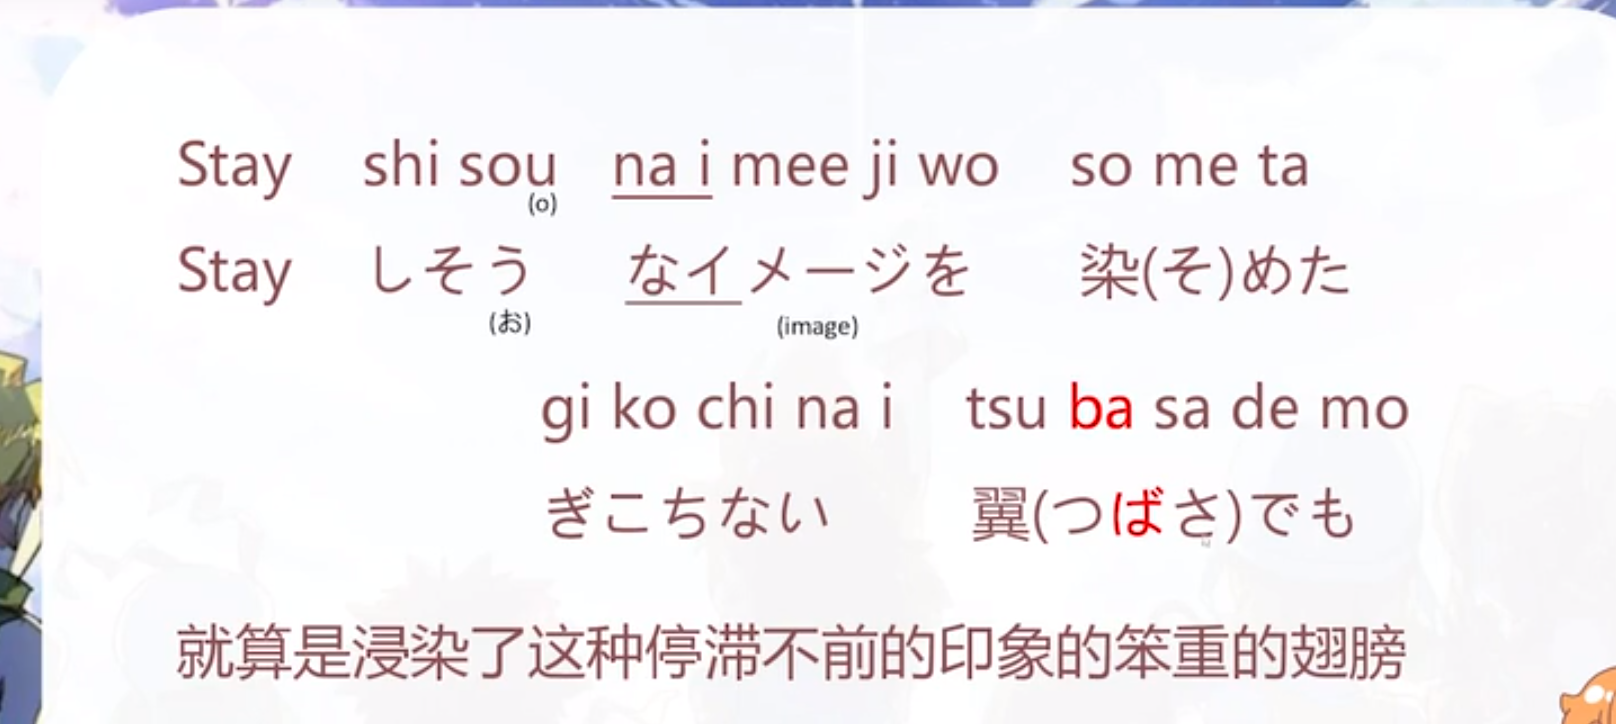 Stay shi sou na i mee ji wo so me ta
(o)
Stay しそう なイメージを 染(そ)めた
(お) (image)
gi ko chi na i tsu ba sa de mo
ぎこちない 翼(つばさ)でも
就算是浸染了这种停滞不前的印象的笨重的翅膀